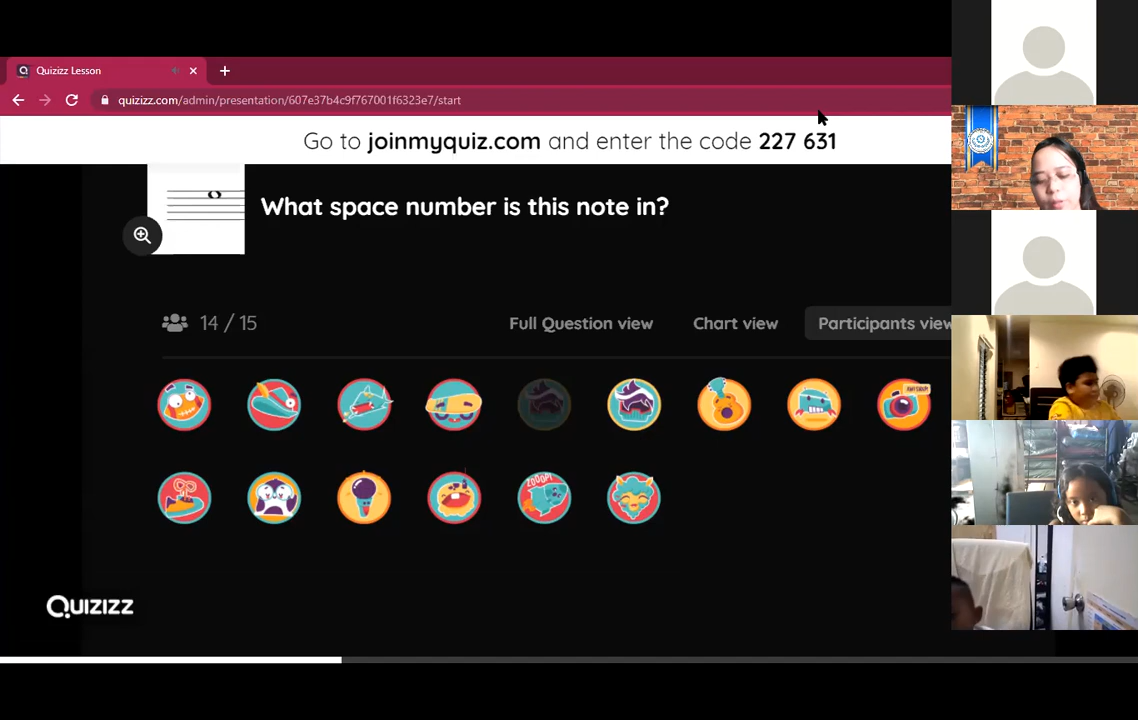 Quizizz Lesson
quizizz.com/admin/presentation/607e37b4c9f767001f6323e7/start
Go to joinmyquiz.com and enter the code 227 631
What space number is this note in?
14 / 15
Full Question view
Chart view
Participants view
ZOOOP!
Quizizz